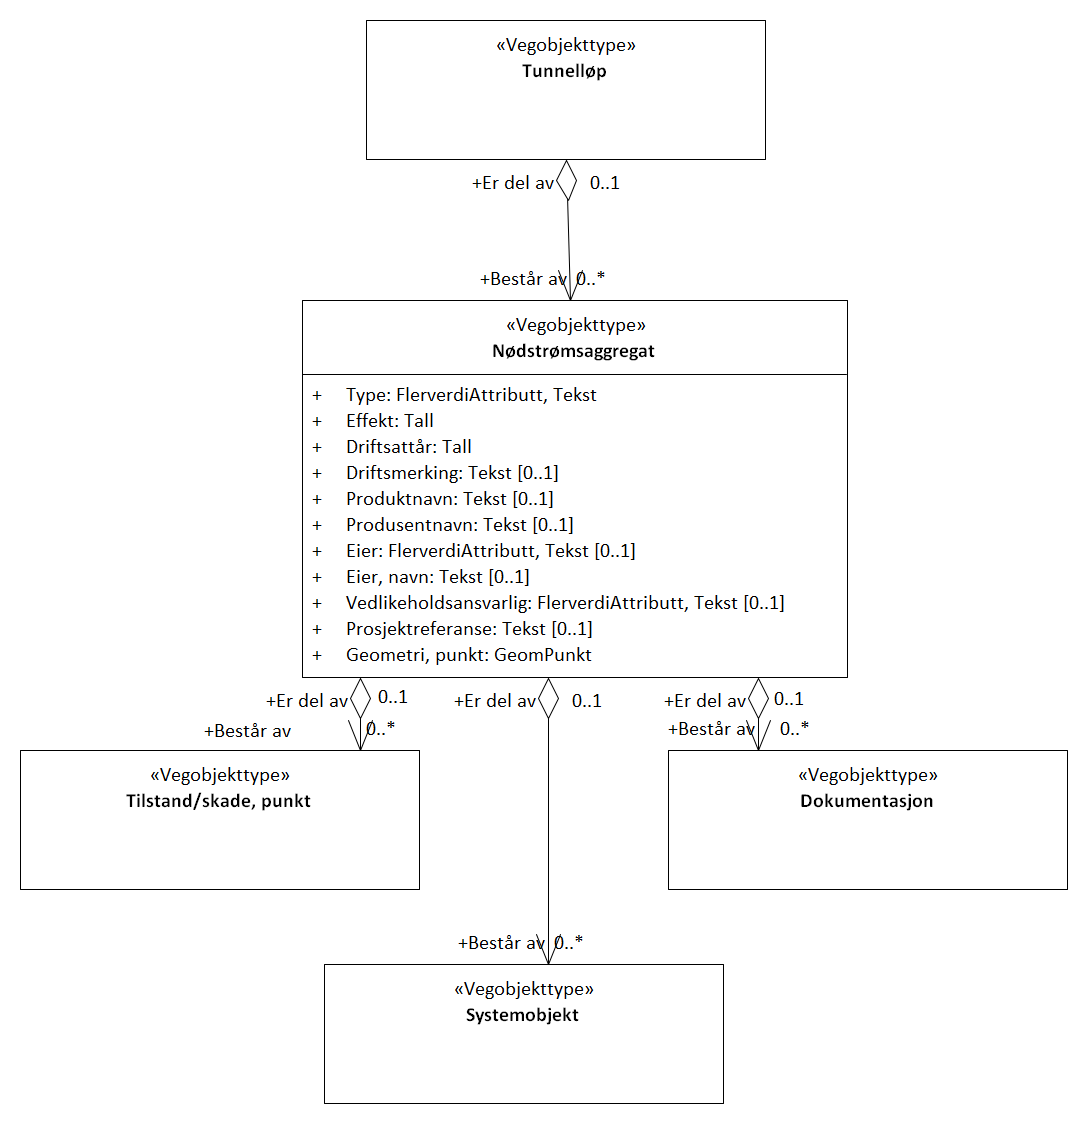 «Vegobjekttype»
Tunnelløp
+Er del av 0..1
+Består av 0..*
«Vegobjekttype»
Nødstrømsaggregat
+ Type: FlerverdiAttributt, Tekst
+ Effekt: Tall
+ Driftsattår: Tall
+ Driftsmerking: Tekst [0..1]
+ Produktnavn: Tekst [0..1]
+ Produsentnavn: Tekst [0..1]
+ Eier: FlerverdiAttributt, Tekst [0..1]
+ Eier, navn: Tekst [0..1]
+ Vedlikeholdsansvarlig: FlerverdiAttributt, Tekst [0..1]
+ Prosjektreferanse: Tekst [0..1]
+ Geometri, punkt: GeomPunkt
+Er del av 0..1 +Er del av 0..1 +Er del av 0..1
+Består av 0..* +Består av 0..*
«Vegobjekttype» «Vegobjekttype»
Tilstand/skade, punkt Dokumentasjon
+Består av 0..*
«Vegobjekttype»
Systemobjekt